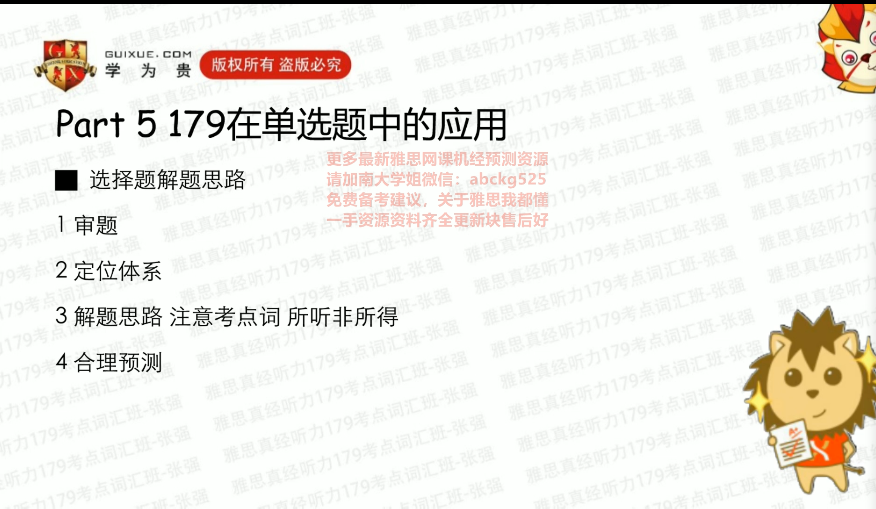 GUIXUE.COM
学为贵
版权所有 盗版必究
Part 5 179在单选题中的应用
更多最新雅思网课机经预测资源
请加南大学姐微信：abckg525
免费备考建议，关于雅思我都懂
一手资源资料齐全更新块售后好
选择题解题思路
1 审题
2 定位体系
3 解题思路 注意考点词 所听非所得
4 合理预测
雅思真经听力179考点词汇班-张强